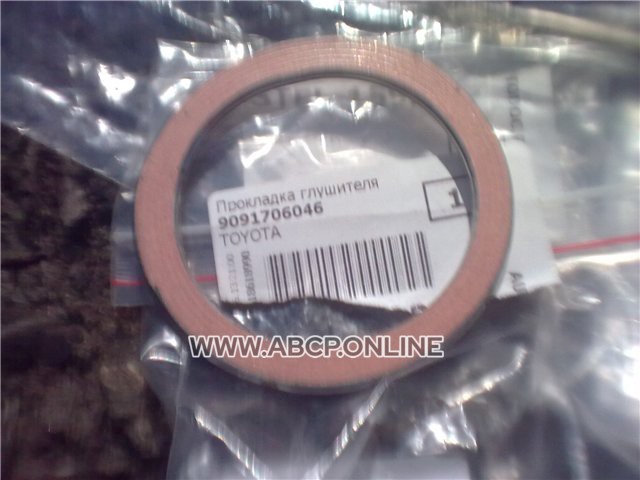 Прокладка глушителя
9091706046
TOYOTA
1
WWW.ABCP.ONLINE